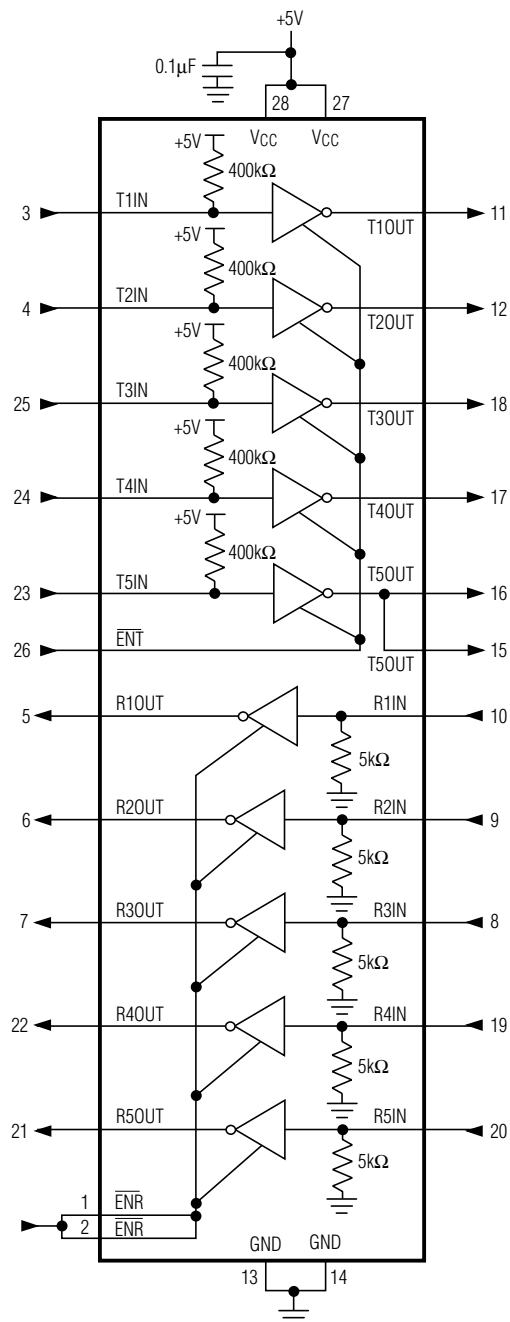 +5V
0.1µF
28 27
VCC VCC
+5V
400kΩ
3 T1IN T1OUT 11
+5V
400kΩ
4 T2IN T2OUT 12
+5V
400kΩ
25 T3IN T3OUT 18
+5V
400kΩ
24 T4IN T4OUT 17
+5V
400kΩ
23 T5IN T5OUT 16
26 ENT T5OUT 15
5 R1OUT R1IN 10
5kΩ
6 R2OUT R2IN 9
5kΩ
7 R3OUT R3IN 8
5kΩ
22 R4OUT R4IN 19
5kΩ
21 R5OUT R5IN 20
5kΩ
1 ENR
2 ENR
GND GND
13 14